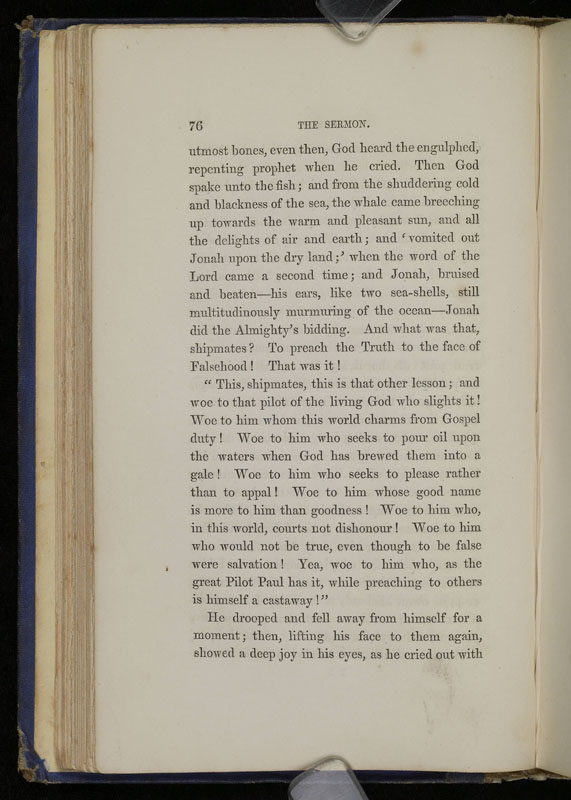 76 THE SERMON.
utmost bones, even then, God heard the engulphed,
repenting prophet when he cried. Then God
spake unto the fish; and from the shuddering cold
and blackness of the sea, the whale came breeching
up towards the warm and pleasant sun, and all
the delights of air and earth; and ‘vomited out
Jonah upon the dry land;’ when the word of the
Lord came a second time; and Jonah, bruised
and beaten—his ears, like two sea-shells, still
multitudinously murmuring of the ocean—Jonah
did the Almighty’s bidding. And what was that,
shipmates? To preach the Truth to the face of
Falsehood! That was it!
“This, shipmates, this is that other lesson; and
woe to that pilot of the living God who slights it!
Woe to him whom this world charms from Gospel
duty! Woe to him who seeks to pour oil upon
the waters when God has brewed them into a
gale! Woe to him who seeks to please rather
than to appal! Woe to him whose good name
is more to him than goodness! Woe to him who,
in this world, courts not dishonour! Woe to him
who would not be true, even though to be false
were salvation! Yea, woe to him who, as the
great Pilot Paul has it, while preaching to others
is himself a castaway!”
He drooped and fell away from himself for a
moment; then, lifting his face to them again,
showed a deep joy in his eyes, as he cried out with